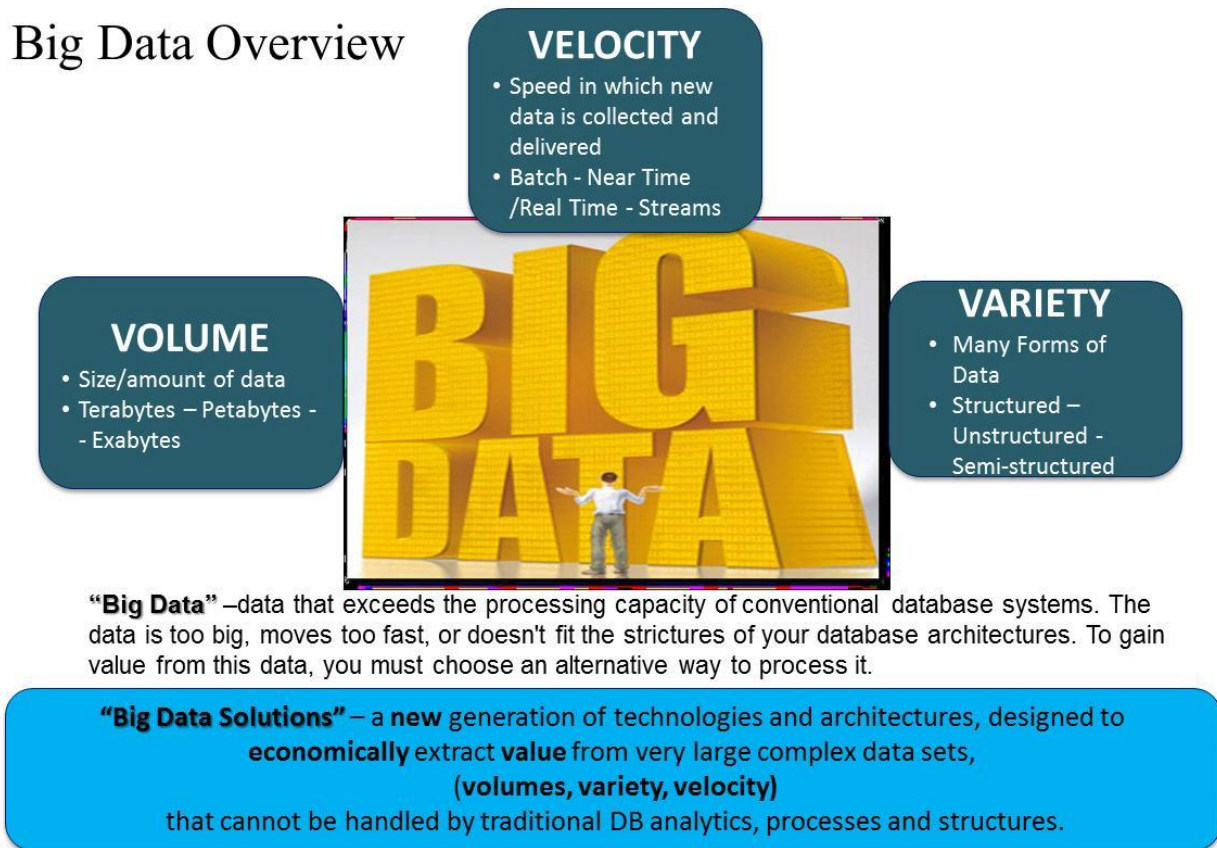 Big Data Overview
VELOCITY
• Speed in which new
data is collected and
delivered
• Batch - Near Time
/Real Time - Streams
VOLUME
• Size/amount of data
• Terabytes – Petabytes -
- Exabytes
BIG
DATA
VARIETY
• Many Forms of
Data
• Structured –
Unstructured -
Semi-structured
“Big Data” –data that exceeds the processing capacity of conventional database systems. The
data is too big, moves too fast, or doesn't fit the strictures of your database architectures. To gain
value from this data, you must choose an alternative way to process it.
“Big Data Solutions” – a new generation of technologies and architectures, designed to
economically extract value from very large complex data sets,
(volumes, variety, velocity)
that cannot be handled by traditional DB analytics, processes and structures.